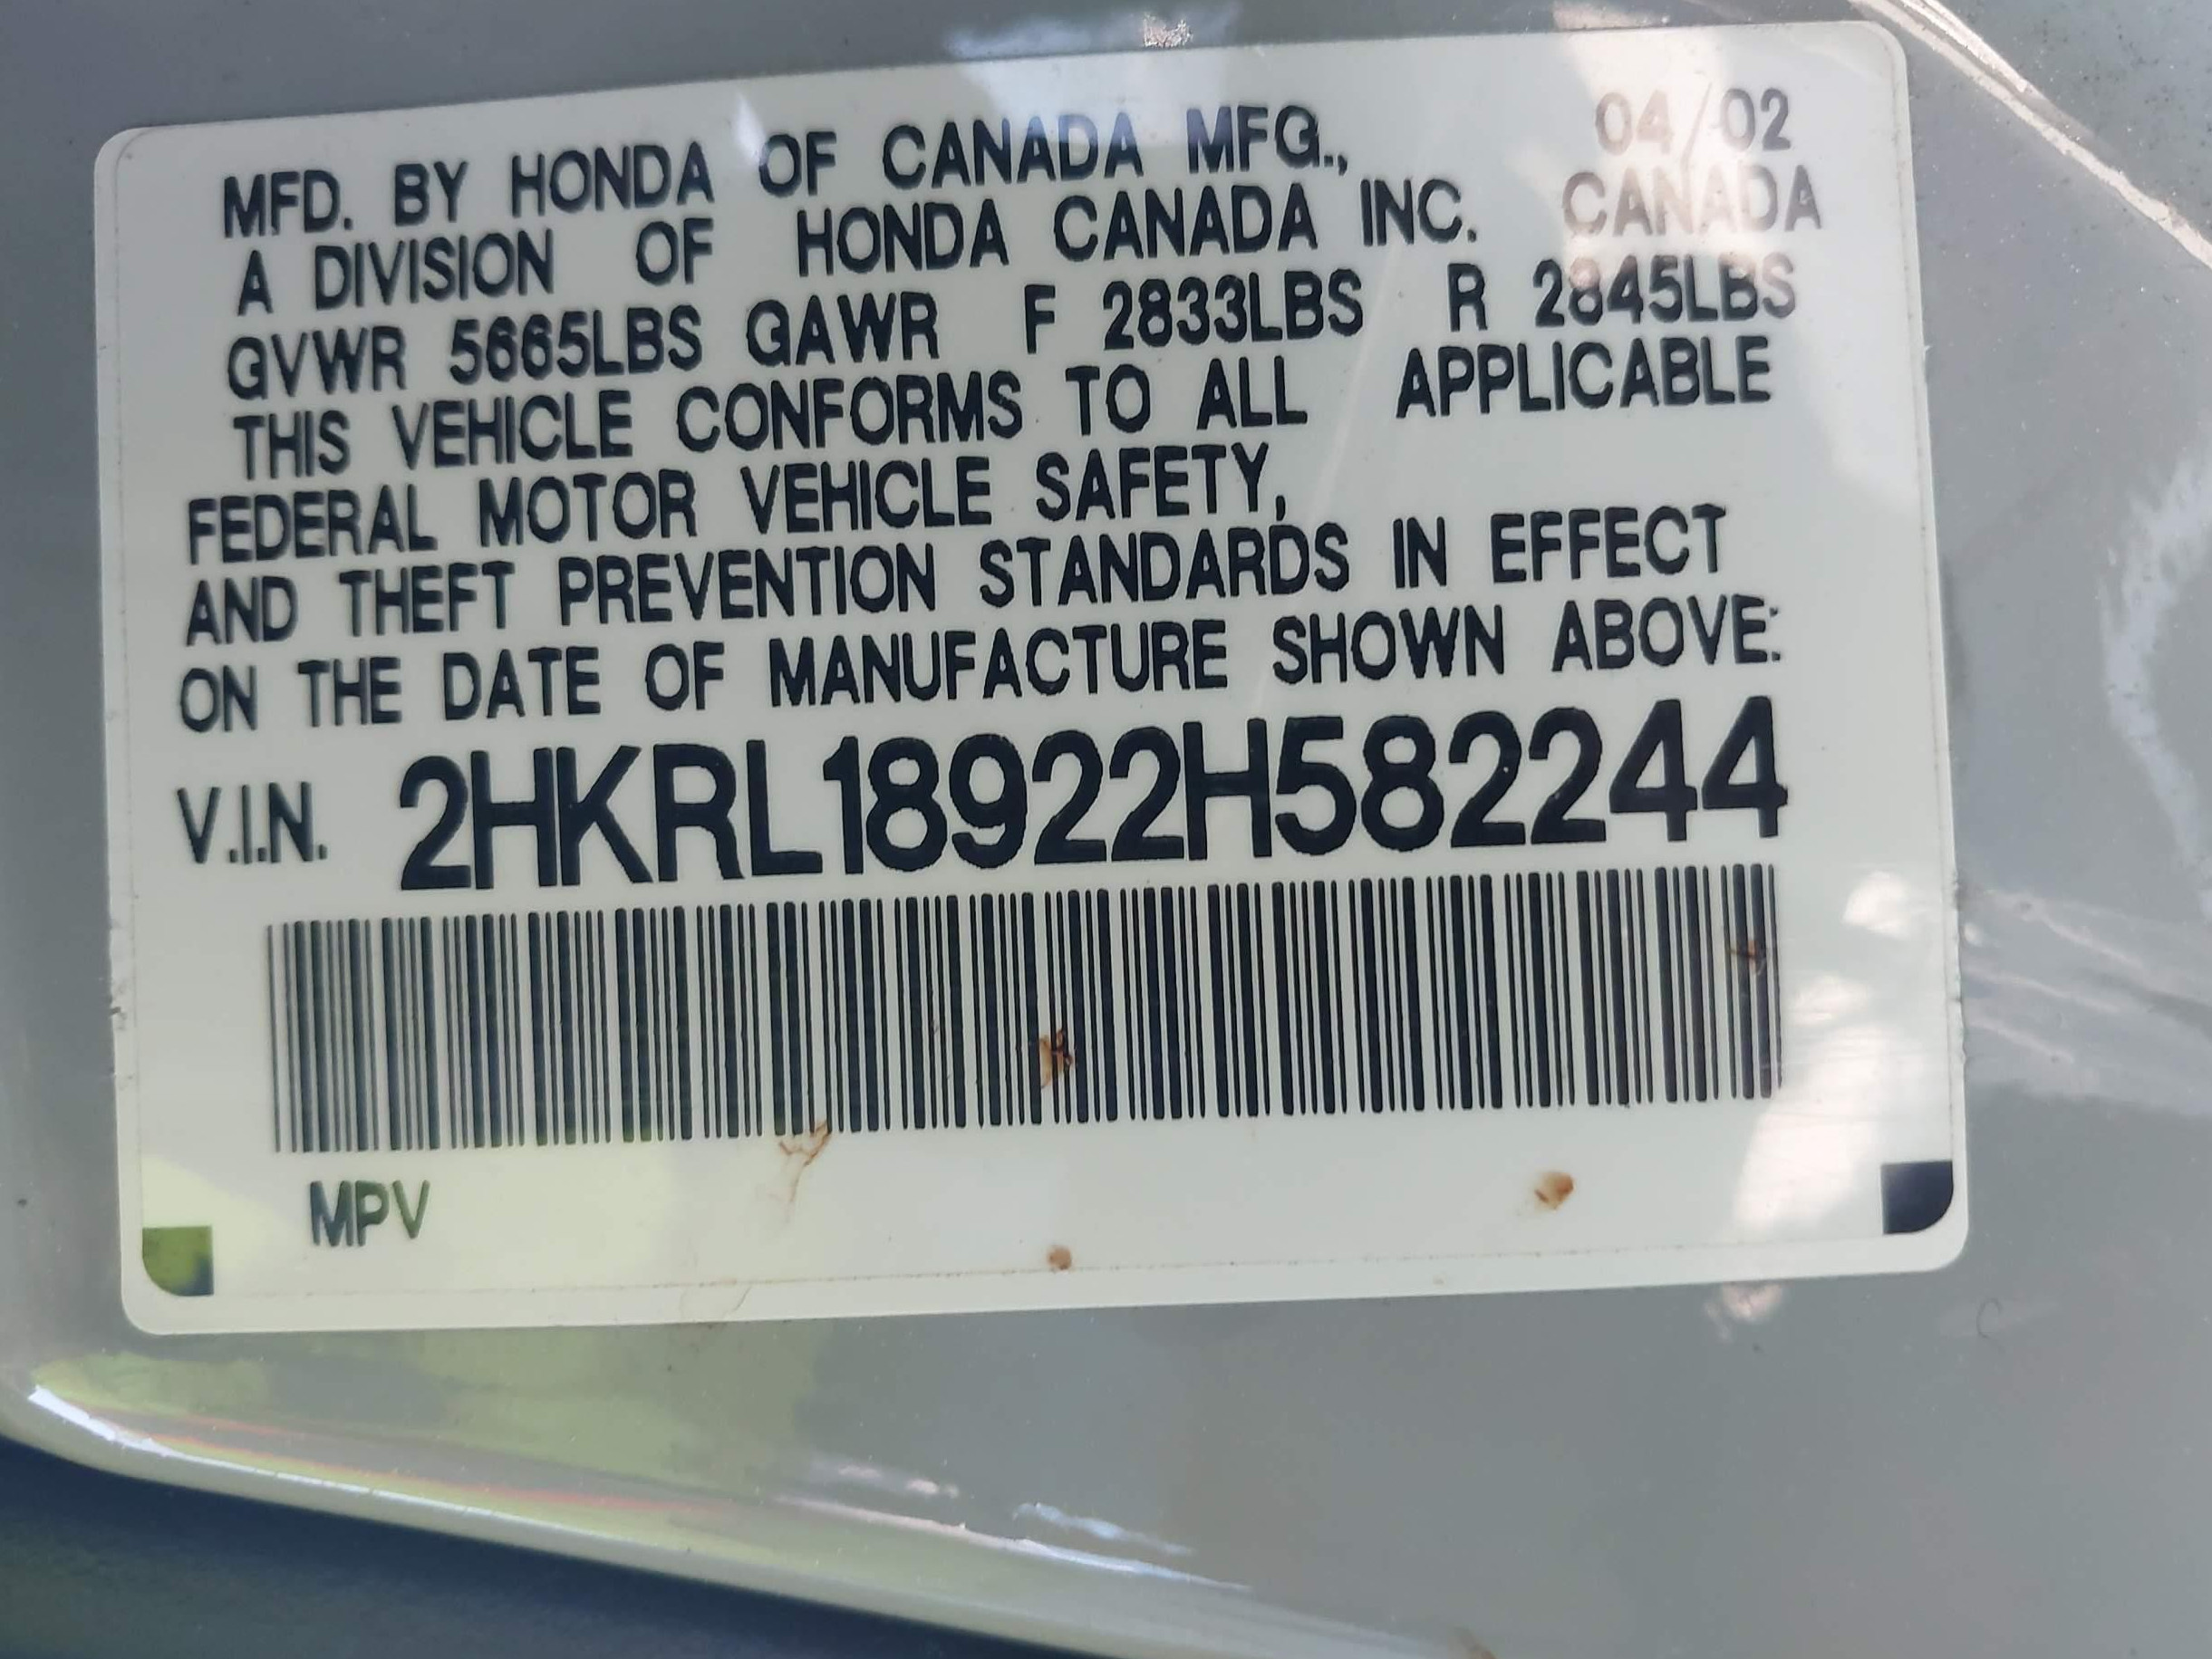 MFD. BY HONDA OF CANADA MFG., 04/02
A DIVISION OF HONDA CANADA INC. CANADA
GVWR 5665LBS GAWR F 2833LBS R 2845LBS
THIS VEHICLE CONFORMS TO ALL APPLICABLE
FEDERAL MOTOR VEHICLE SAFETY,
AND THEFT PREVENTION STANDARDS IN EFFECT
ON THE DATE OF MANUFACTURE SHOWN ABOVE:
V.I.N. 2HKRL18922H582244
MPV